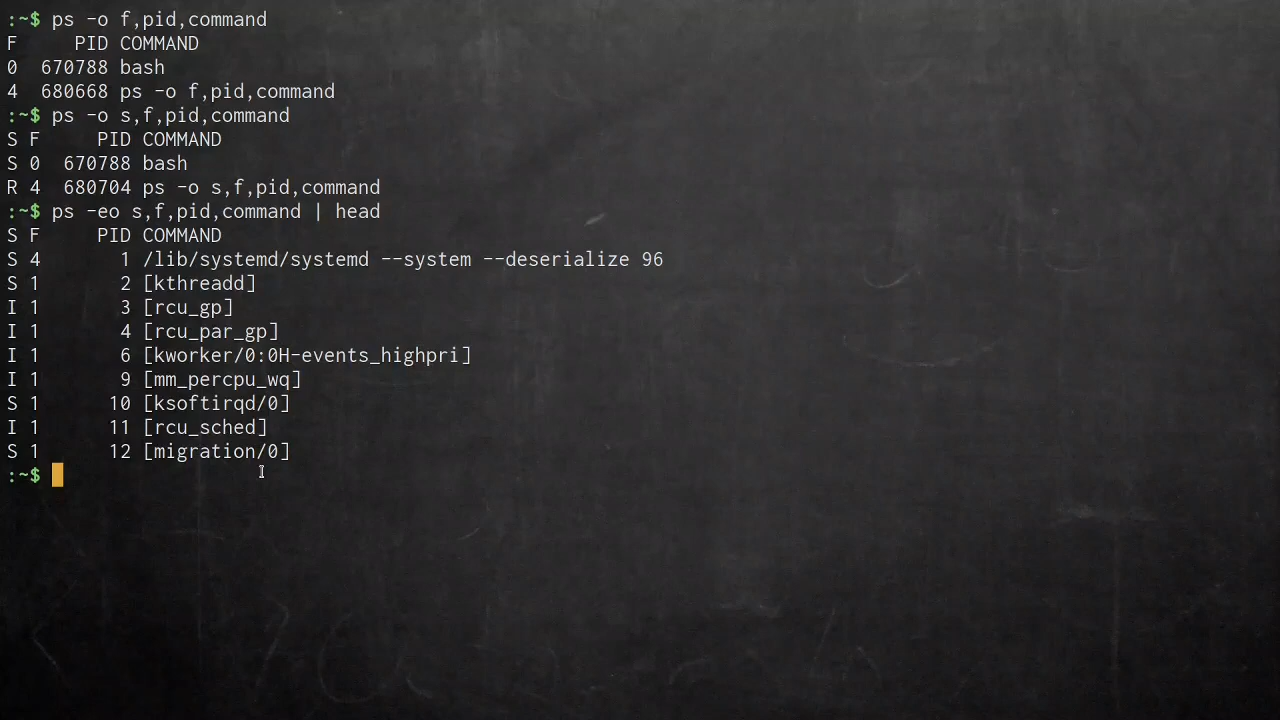 :~$ ps -o f,pid,command
F     PID COMMAND
0  670788 bash
4  680668 ps -o f,pid,command
:~$ ps -o s,f,pid,command
S F     PID COMMAND
S 0  670788 bash
R 4  680704 ps -o s,f,pid,command
:~$ ps -eo s,f,pid,command | head
S F     PID COMMAND
S 4       1 /lib/systemd/systemd --system --deserialize 96
S 1       2 [kthreadd]
I 1       3 [rcu_gp]
I 1       4 [rcu_par_gp]
I 1       6 [kworker/0:0H-events_highpri]
I 1       9 [mm_percpu_wq]
S 1      10 [ksoftirqd/0]
I 1      11 [rcu_sched]
S 1      12 [migration/0]
:~$